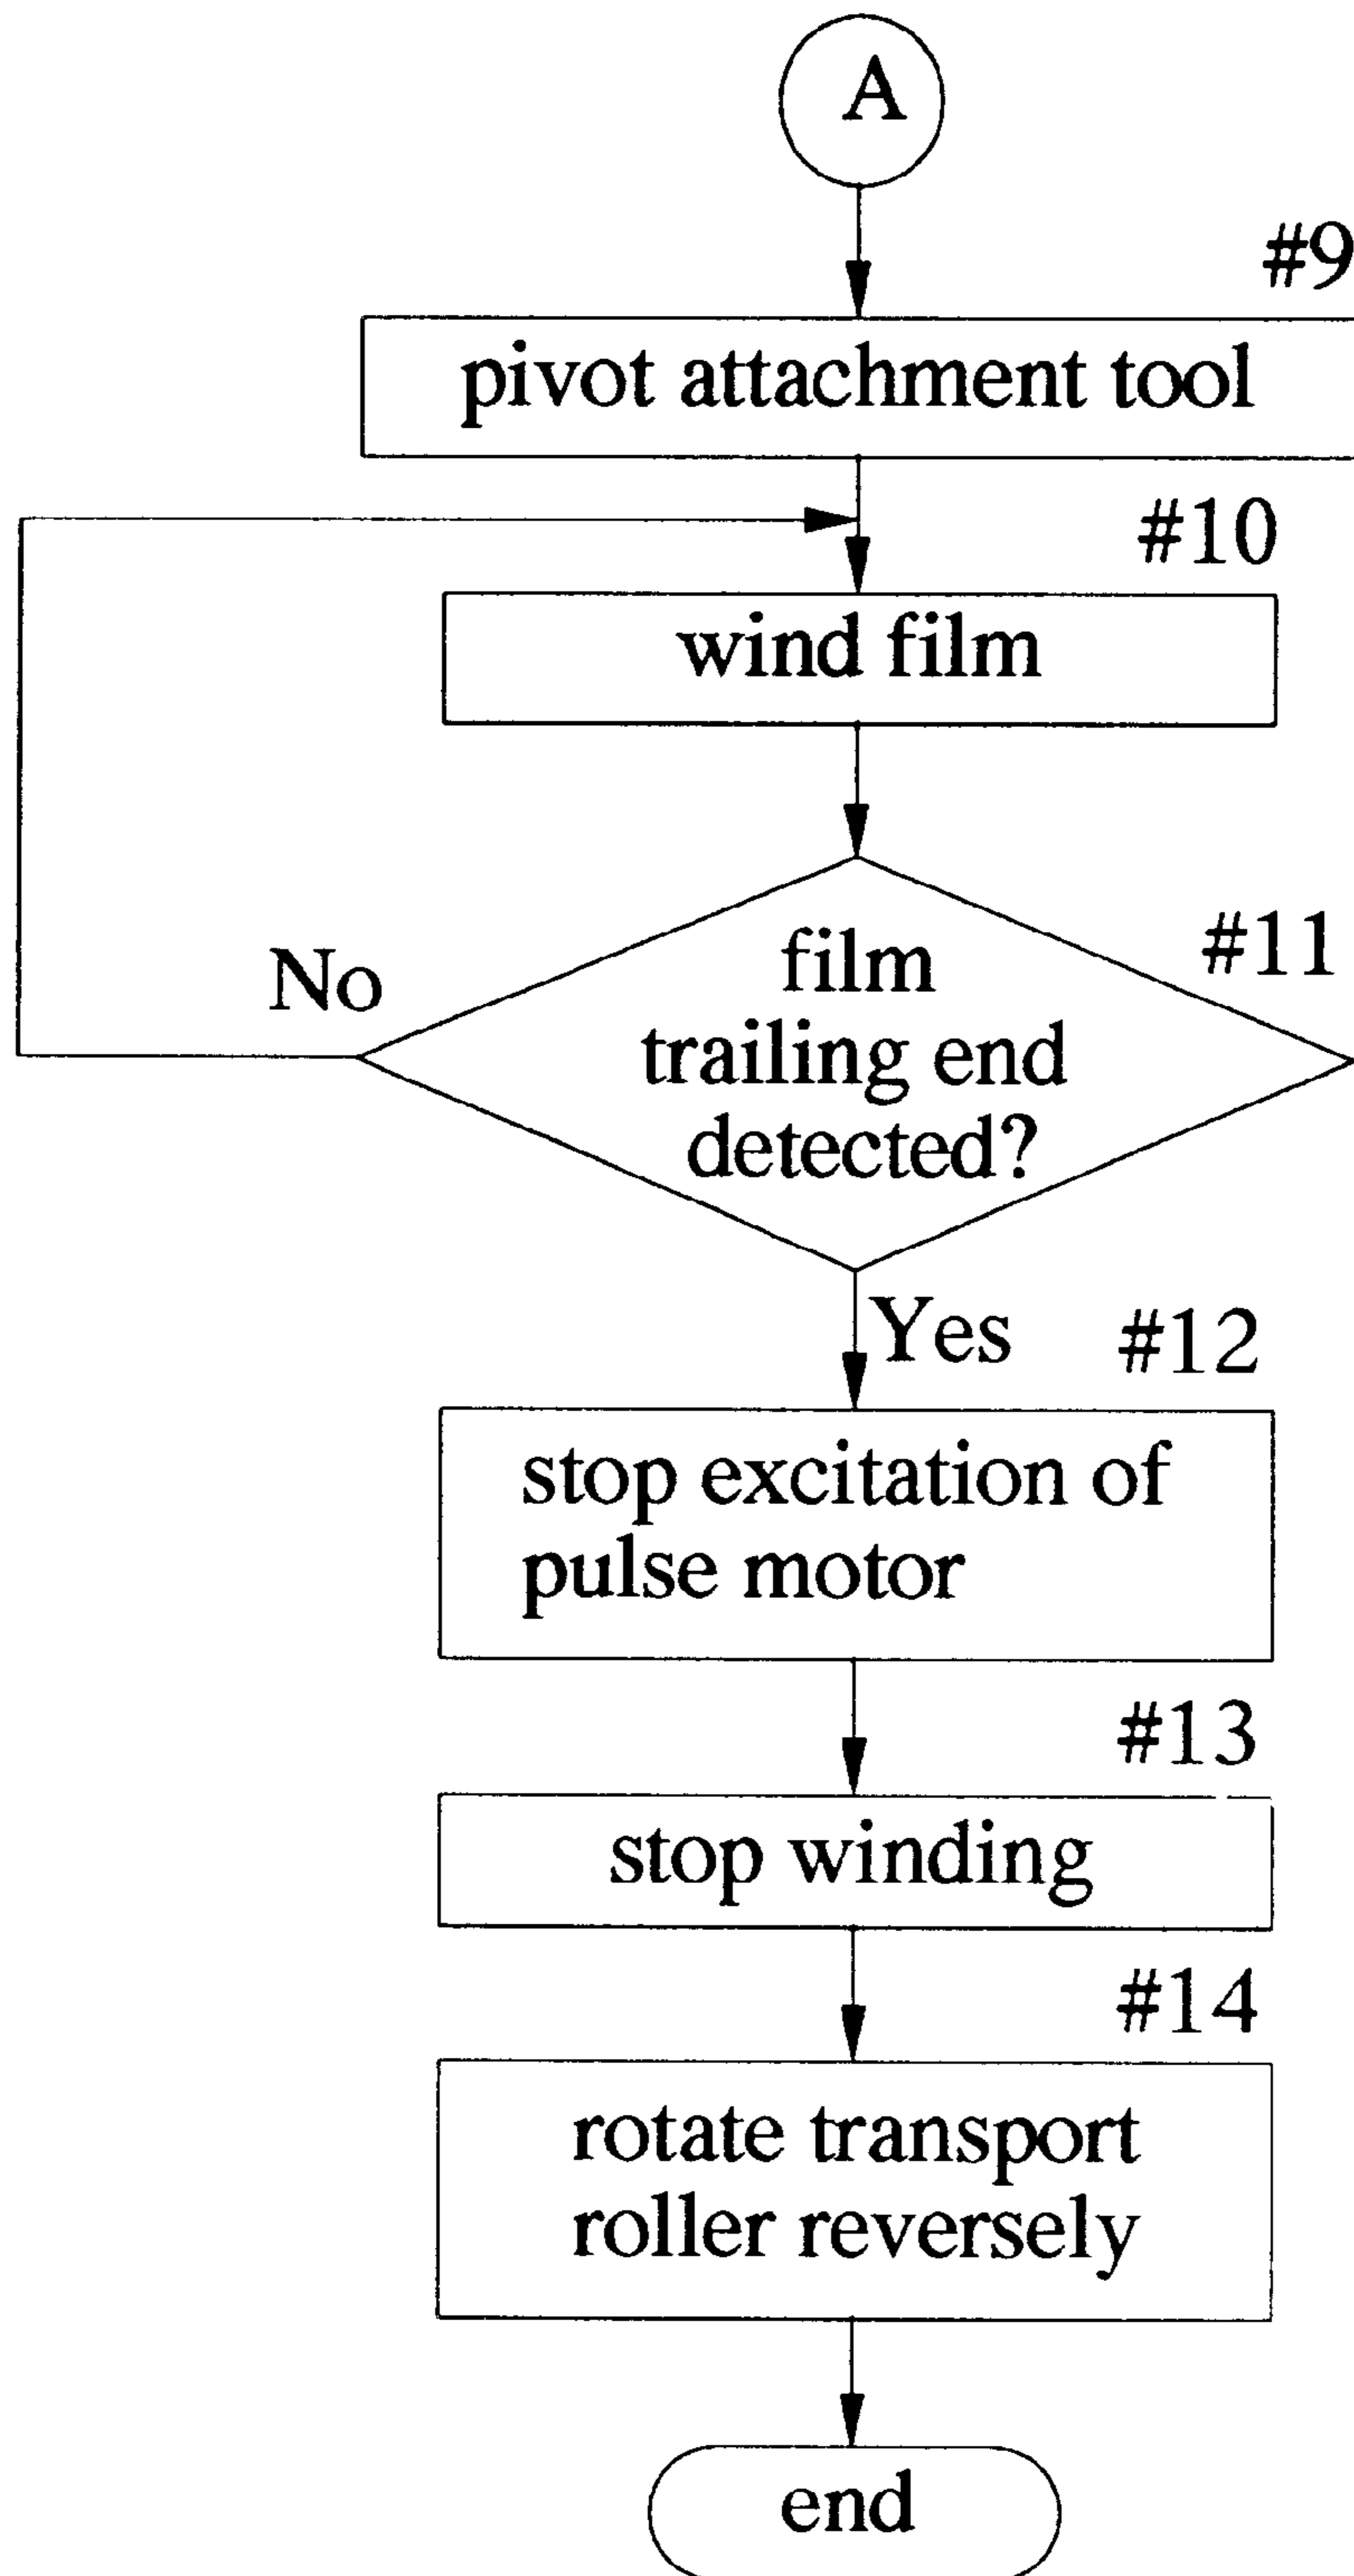 A
#9
pivot attachment tool
#10
wind film
#11
No
film
trailing end
detected?
Yes
#12
stop excitation of
pulse motor
#13
stop winding
#14
rotate transport
roller reversely
end